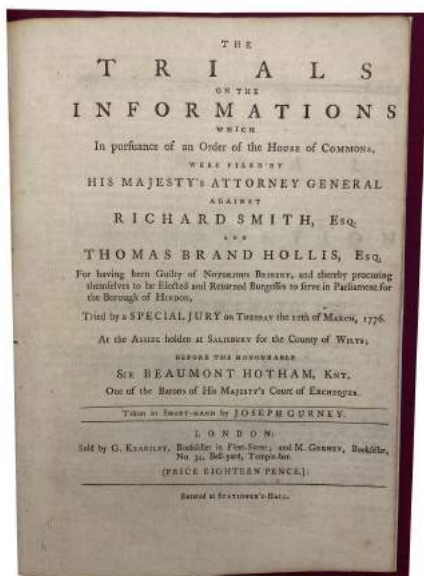 THE
TRIALS
ON THE
INFORMATIONS
WHICH
In pursuance of an Order of the HOUSE of COMMONS,
WERE FILED BY
HIS MAJESTY's ATTORNEY GENERAL
AGAINST
RICHARD SMITH, Esq.
AND
THOMAS BRAND HOLLIS, Esq.
For having been Guilty of NOTORIOUS BRIBERY, and thereby procuring
themselves to be Elected and Returned Burgesses to serve in Parliament for
the Borough of HINDON.
Tried by a SPECIAL JURY on TUESDAY the 12th of MARCH, 1776.
At the ASSIZE holden at SALISBURY for the County of WILTS;
BEFORE THE HONOURABLE
SIR BEAUMONT HOTHAM, KNT.
One of the Barons of His MAJESTY's Court of EXCHEQUER.
Taken in SHORT-HAND by JOSEPH GURNEY.
LONDON:
Sold by G. KEARSLEY, Bookseller in Fleet-Street; and M. GURNEY, Bookseller,
No. 34, Bell-yard, Temple-bar.
[PRICE EIGHTEEN PENCE.]
Entered at STATIONER's-HALL.